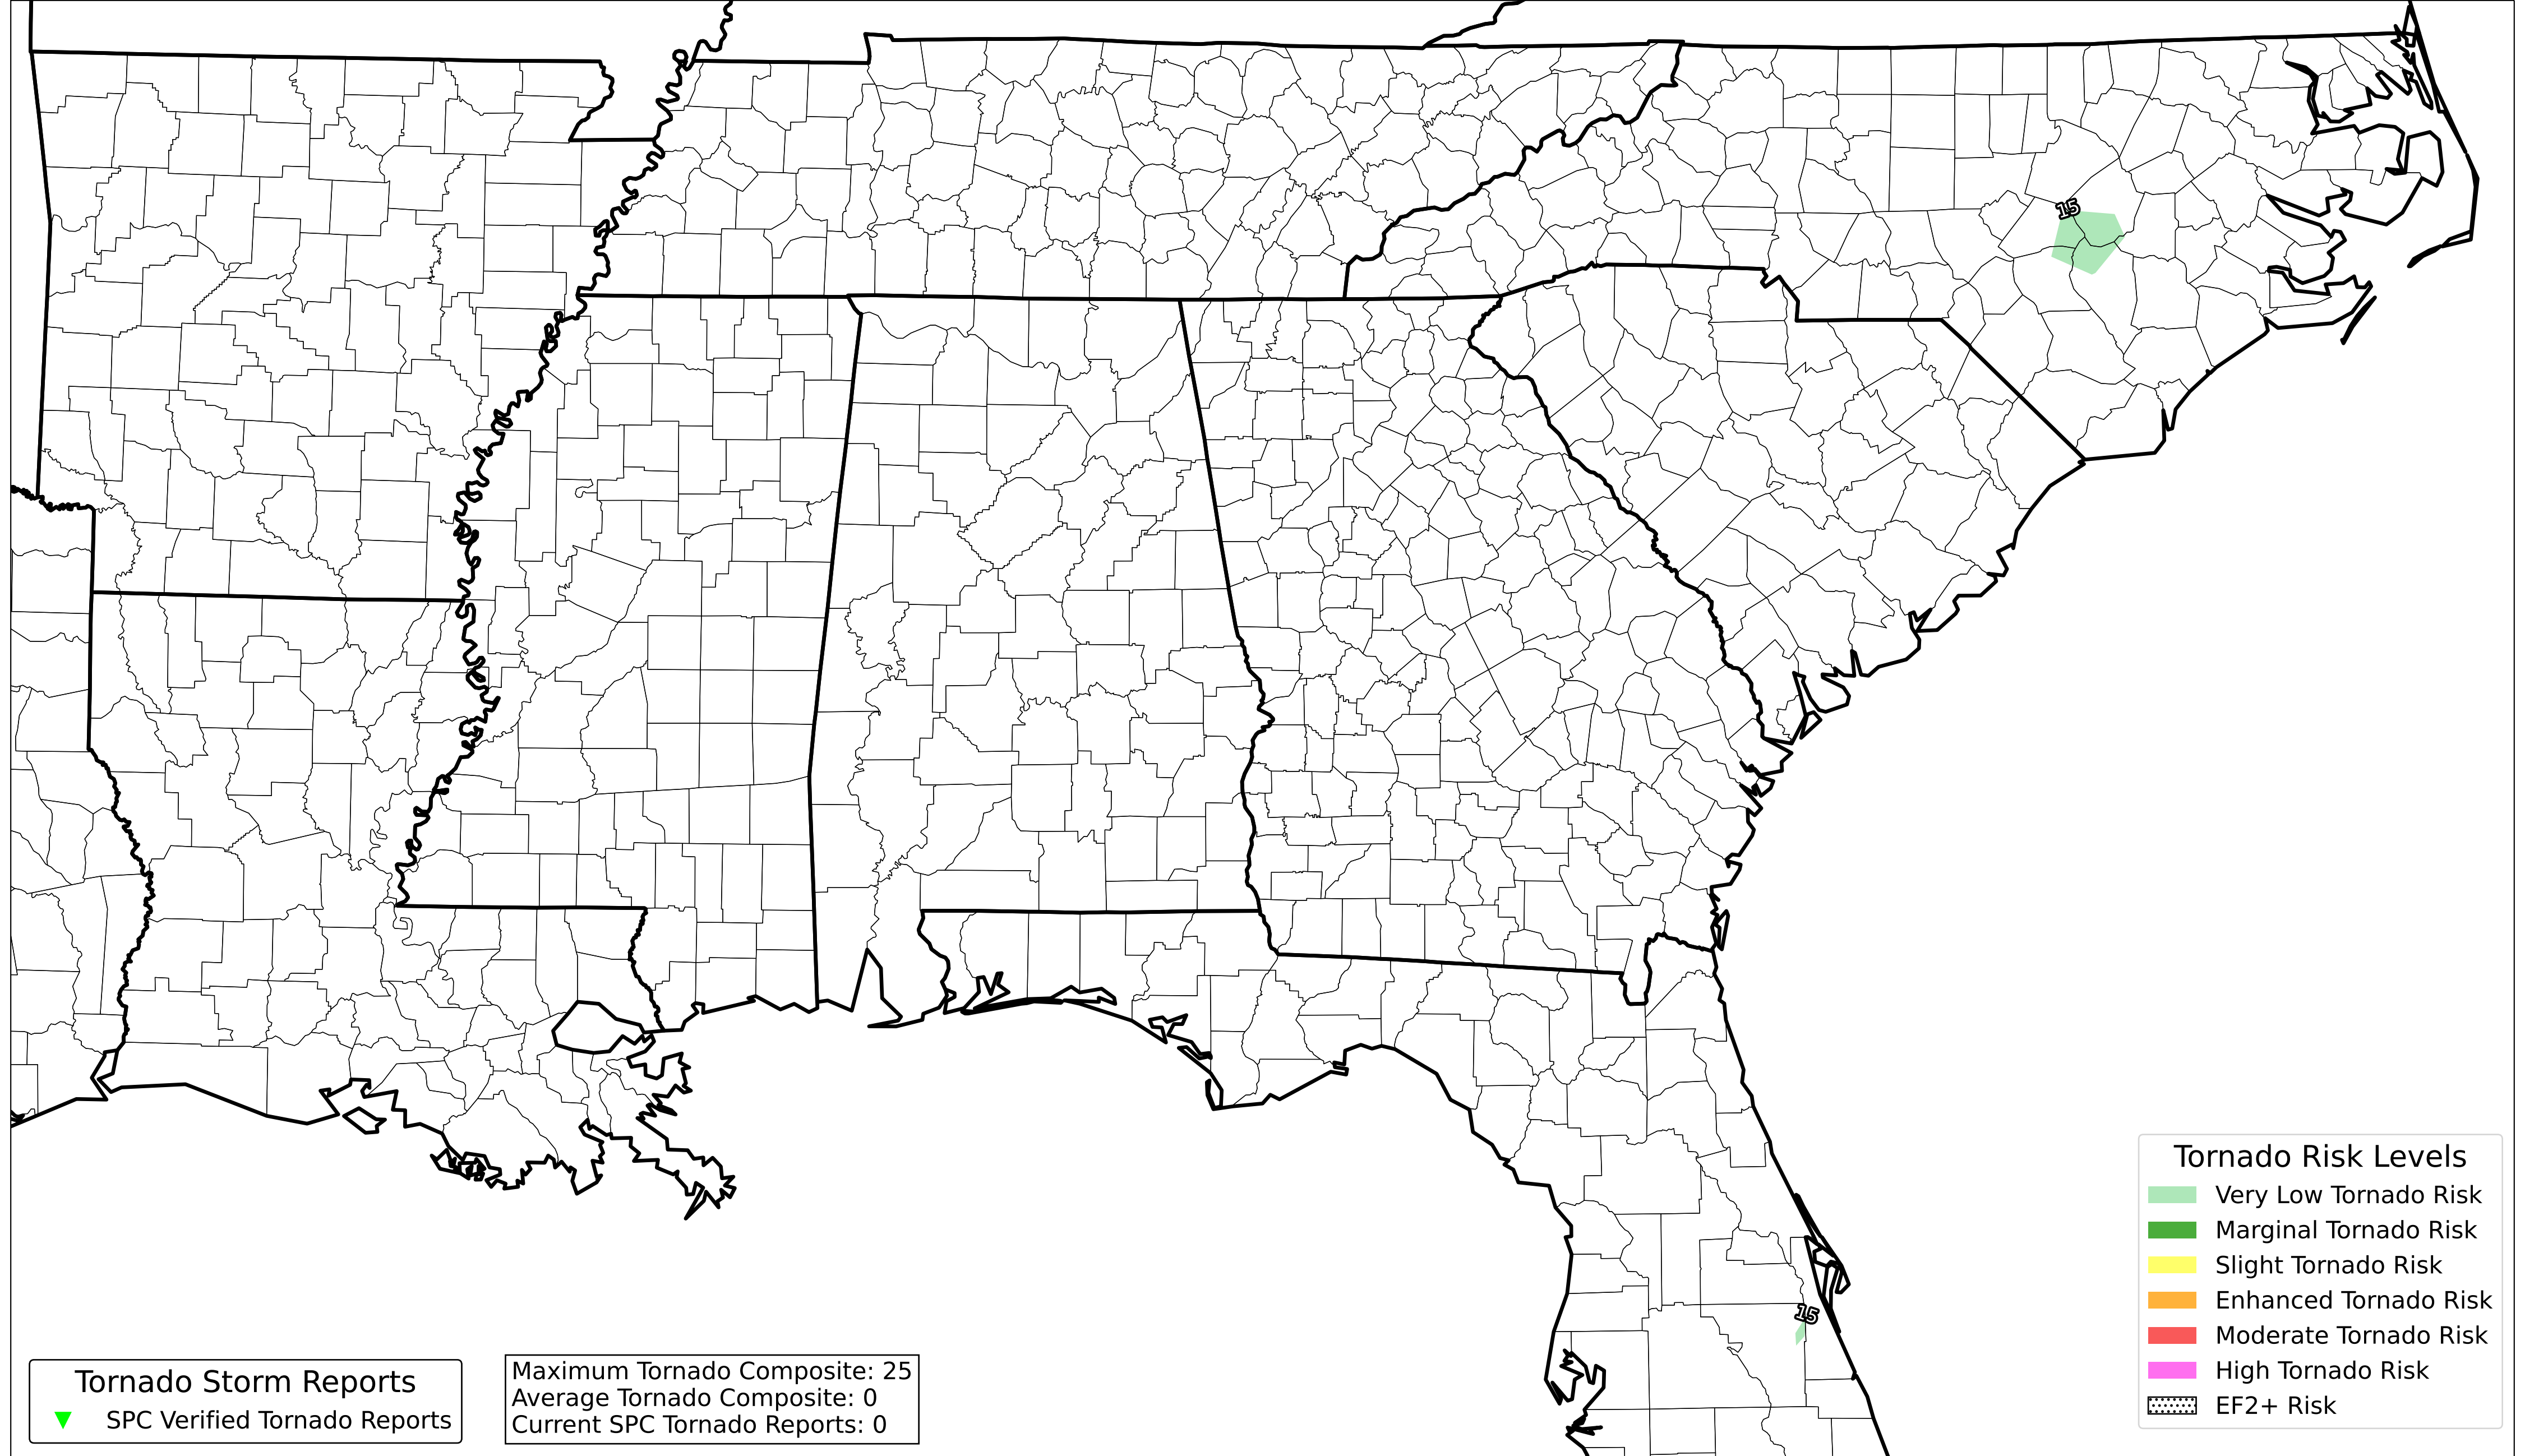 15
15
Tornado Risk Levels
Very Low Tornado Risk
Marginal Tornado Risk
Slight Tornado Risk
Enhanced Tornado Risk
Moderate Tornado Risk
High Tornado Risk
EF2+ Risk
Tornado Storm Reports
SPC Verified Tornado Reports
Maximum Tornado Composite: 25
Average Tornado Composite: 0
Current SPC Tornado Reports: 0